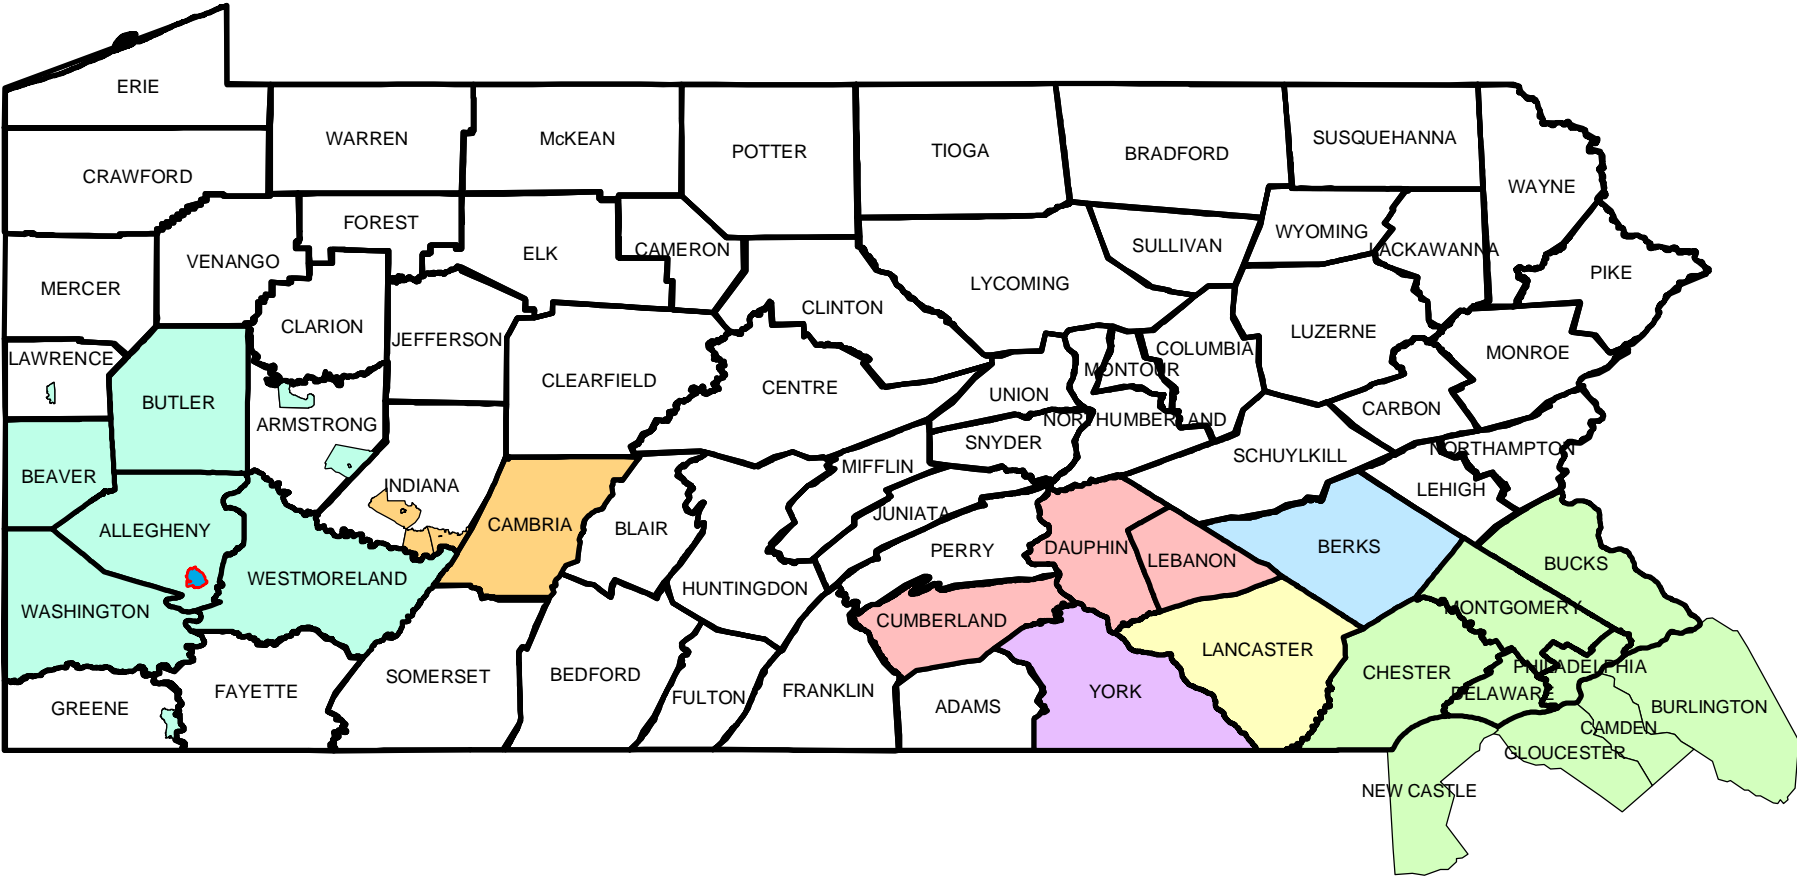 ERIE
WARREN
McKEAN
POTTER
TIOGA
BRADFORD
SUSQUEHANNA
WAYNE
CRAWFORD
FOREST
VENANGO
ELK
CAMERON
SULLIVAN
WYOMING
LACKAWANNA
PIKE
MERCER
CLARION
JEFFERSON
CLINTON
LYCOMING
LUZERNE
COLUMBIA
MONROE
LAWRENCE
BUTLER
ARMSTRONG
CLEARFIELD
CENTRE
UNION
MONTOUR
NORTHUMBERLAND
CARBON
SNYDER
MIFFLIN
SCHUYLKILL
NORTHAMPTON
LEHIGH
BEAVER
INDIANA
ALLEGHENY
CAMBRIA
BLAIR
JUNIATA
PERRY
DAUPHIN
LEBANON
BERKS
BUCKS
WESTMORELAND
WASHINGTON
HUNTINGDON
CUMBERLAND
MONTGOMERY
LANCASTER
CHESTER
PHILADELPHIA
DELAWARE
GREENE
FAYETTE
SOMERSET
BEDFORD
FULTON
FRANKLIN
ADAMS
YORK
BURLINGTON
CAMDEN
GLOUCESTER
NEW CASTLE